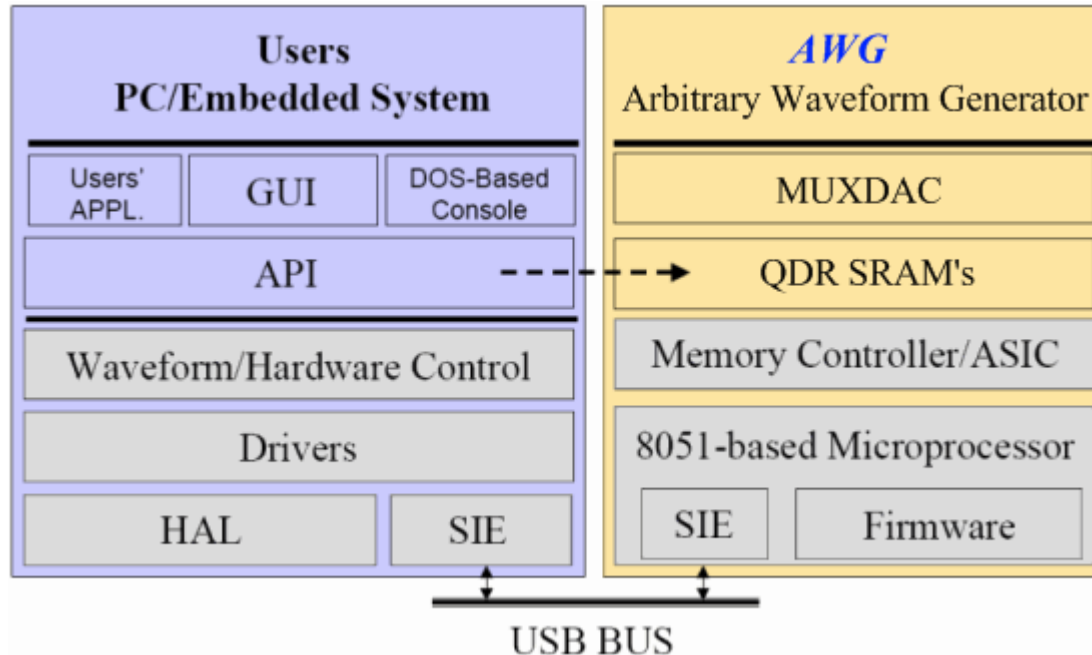 Users
PC/Embedded System
Users'
APPL.
GUI
DOS-Based
Console
API
Waveform/Hardware Control
Drivers
HAL
SIE
AWG
Arbitrary Waveform Generator
MUXDAC
QDR SRAM's
Memory Controller/ASIC
8051-based Microprocessor
SIE
Firmware
USB BUS